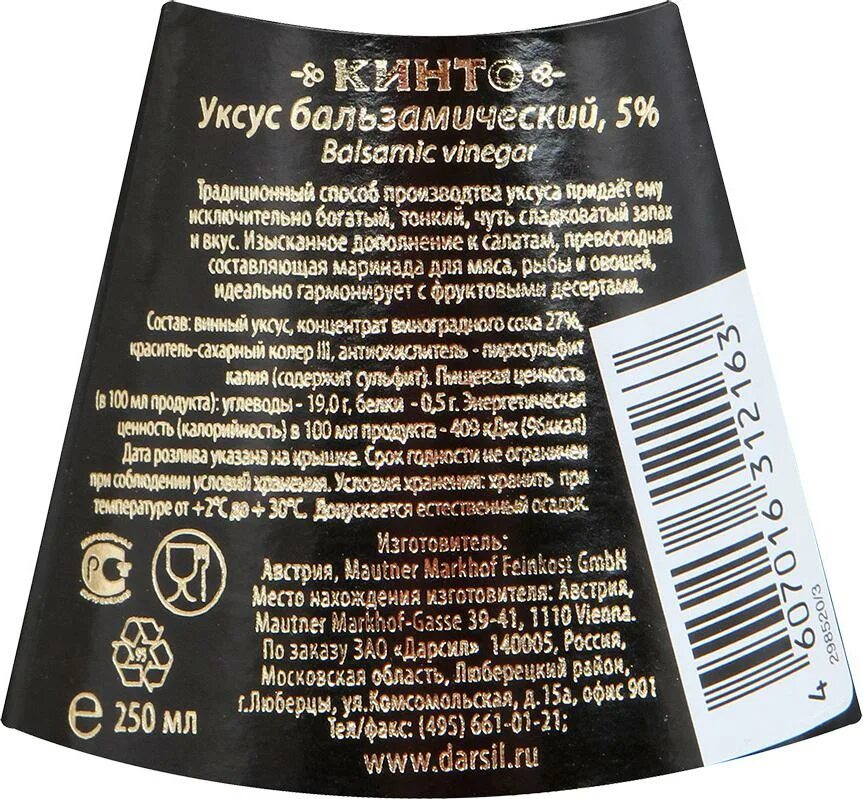 КИНТО
Уксус бальзамический, 5%
Balsamic vinegar
Традиционный способ производтва уксуса придаёт ему
исключительно богатый, тонкий, чуть сладковатый запах
и вкус. Изысканное дополнение к салатам, превосходная
составляющая маринада для мяса, рыбы и овощей,
идеально гармонирует с фруктовыми десертами.
Состав: винный уксус, концентрат виноградного сока 27%,
краситель-сахарный колер III, антиокислитель - пиросульфит
калия (содержит сульфит). Пищевая ценность
(в 100 мл продукта): углеводы - 19,0 г, белки - 0,5 г. Энергетическая
ценность (калорийность) в 100 мл продукта - 409 кДж (96ккал)
Дата розлива указана на крышке. Срок годности не ограничен
при соблюдении условий хранения. Условия хранения: хранить при
температуре от +2°С до + 30°С. Допускается естественный осадок.
Изготовитель:
Австрия, Mautner Markhof Feinkost GmbH
Место нахождения изготовителя: Австрия,
Mautner Markhof-Gasse 39-41, 1110 Vienna.
По заказу ЗАО «Дарсил» 140005, Россия,
Московская область, Люберецкий район,
г.Люберцы, ул.Комсомольская, д.15а, офис 901
Тел/факс: (495) 661-01-21;
www.darsil.ru
е 250 мл
4 607016 312163
298520/3